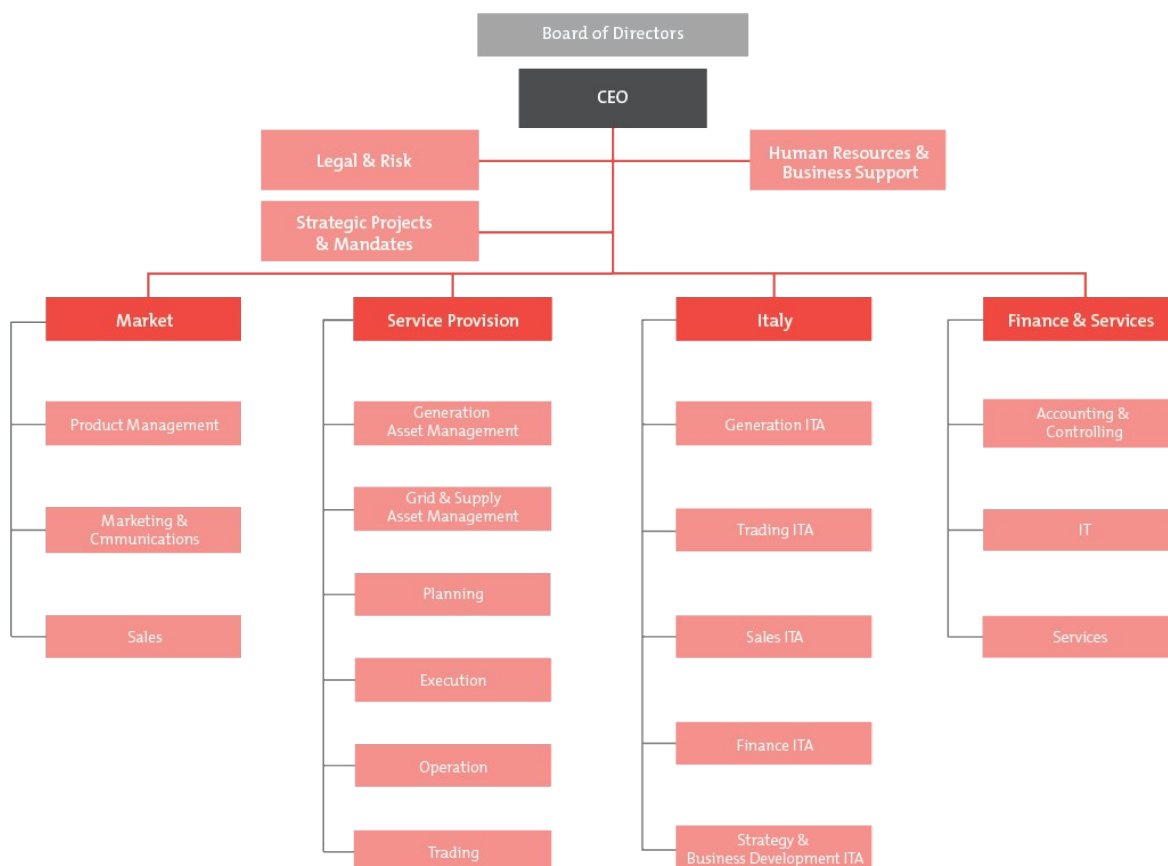 Board of Directors
CEO
Legal & Risk
Human Resources &
Business Support
Strategic Projects
& Mandates
Market
Product Management
Marketing &
Cmmunications
Sales
Service Provision
Generation
Asset Management
Grid & Supply
Asset Management
Planning
Execution
Operation
Trading
Italy
Generation ITA
Trading ITA
Sales ITA
Finance ITA
Strategy &
Business Development ITA
Finance & Services
Accounting &
Controlling
IT
Services